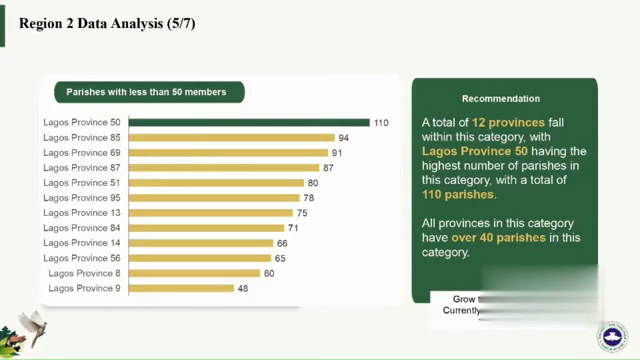 Region 2 Data Analysis (5/7)
Parishes with less than 50 members
Lagos Province 50 110
Lagos Province 85 94
Lagos Province 69 91
Lagos Province 87 87
Lagos Province 51 80
Lagos Province 95 78
Lagos Province 13 75
Lagos Province 84 71
Lagos Province 14 66
Lagos Province 56 65
Lagos Province 8 60
Lagos Province 9 48
Recommendation
A total of 12 provinces fall
within this category, with
Lagos Province 50 having the
highest number of parishes in
this category, with a total of
110 parishes.
All provinces in this category
have over 40 parishes in this
category.
Grow
Currently